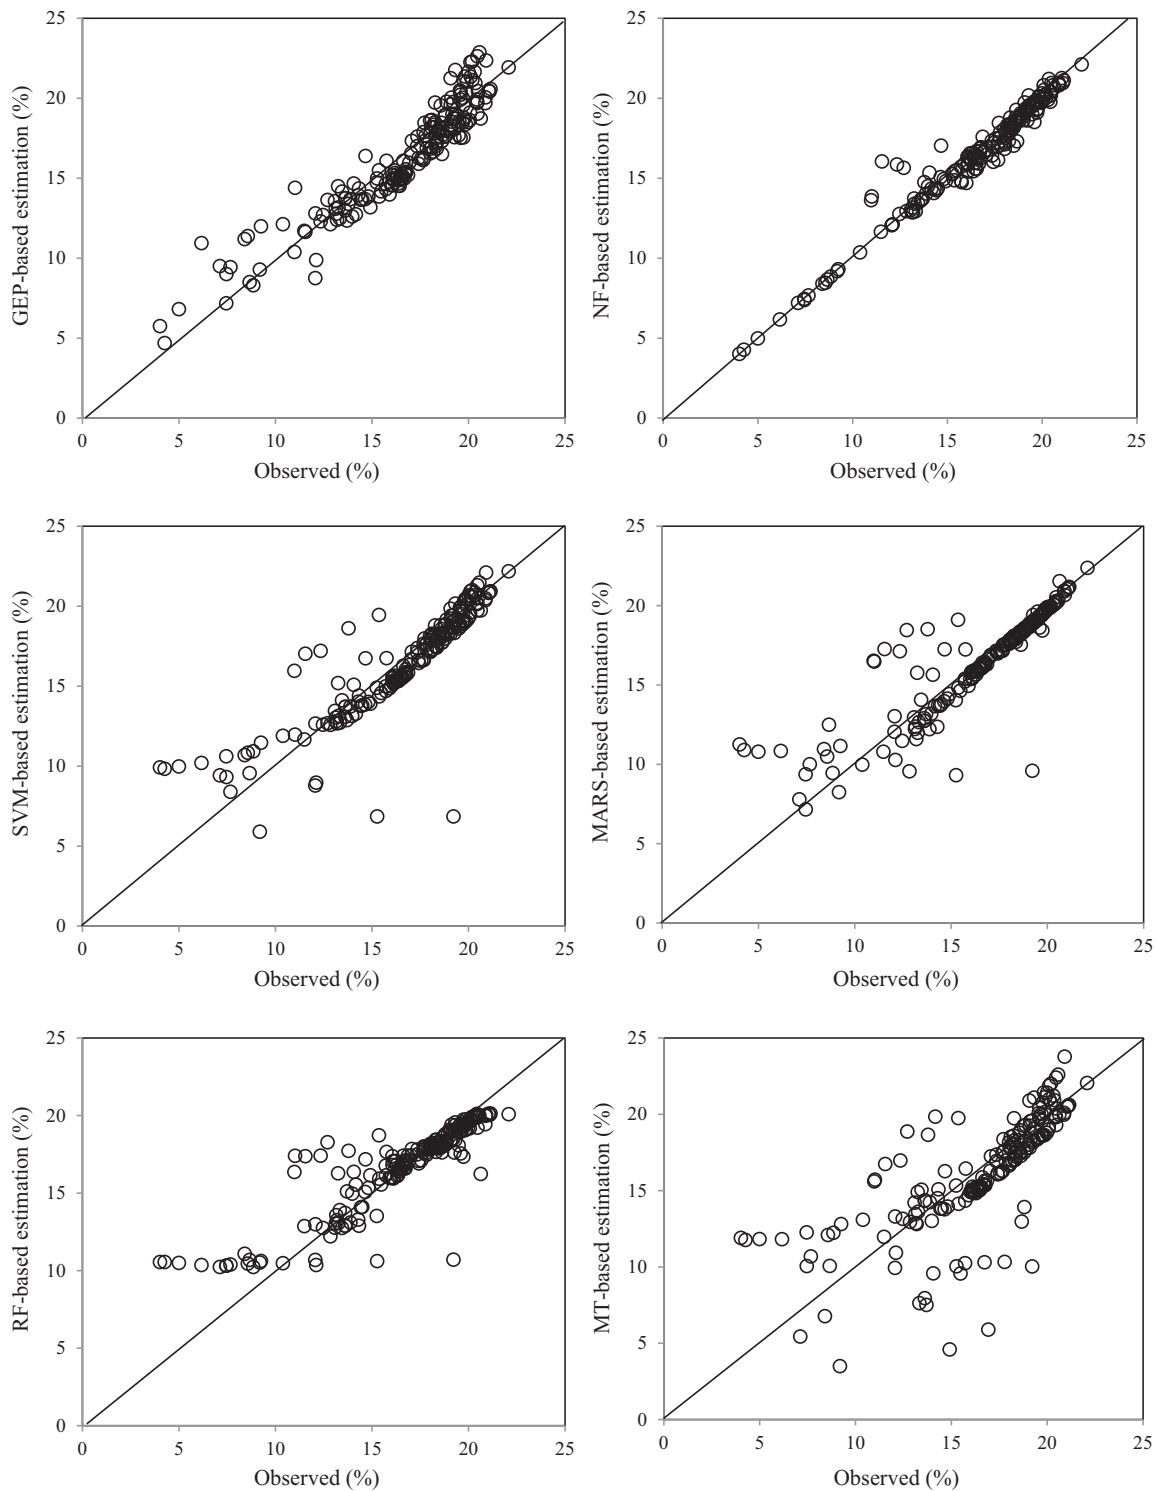 25
20
15
10
5
0
GEP-based estimation (%)
0 5 10 15 20 25
Observed (%)
25
20
15
10
5
0
NF-based estimation (%)
0 5 10 15 20 25
Observed (%)
25
20
15
10
5
0
SVM-based estimation (%)
0 5 10 15 20 25
Observed (%)
25
20
15
10
5
0
MARS-based estimation (%)
0 5 10 15 20 25
Observed (%)
25
20
15
10
5
0
RF-based estimation (%)
0 5 10 15 20 25
Observed (%)
25
20
15
10
5
0
MT-based estimation (%)
0 5 10 15 20 25
Observed (%)